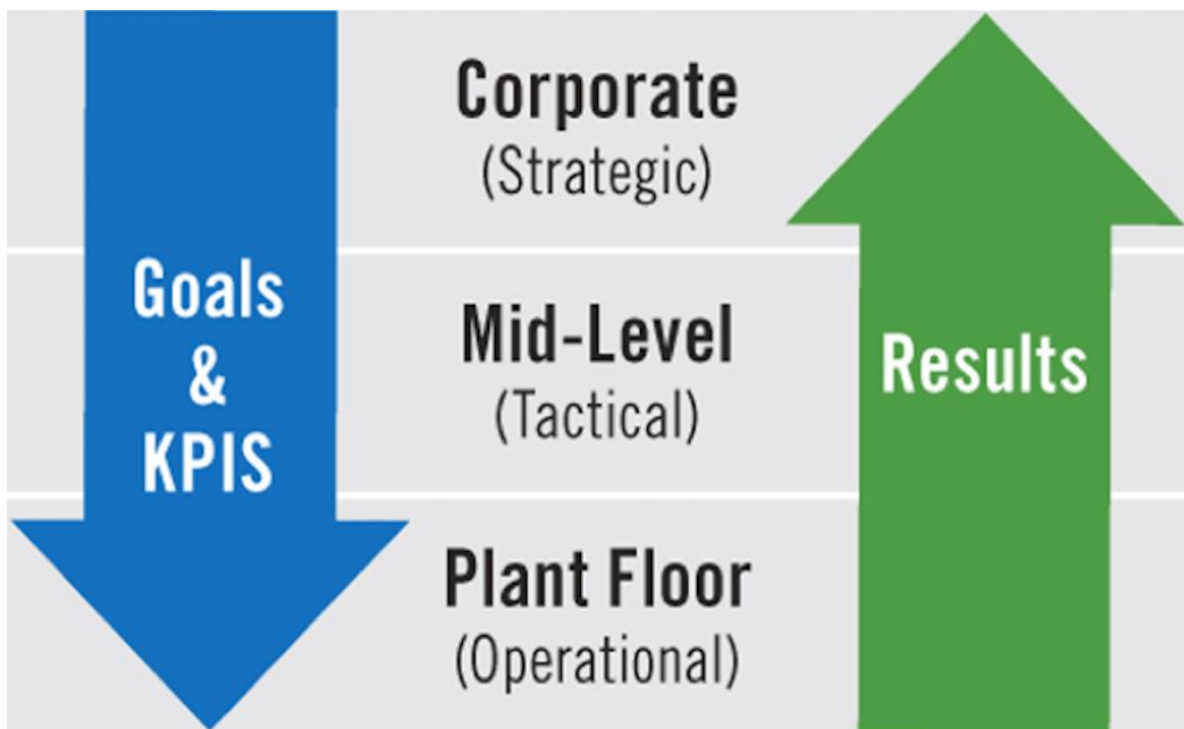 Corporate
(Strategic)
Goals
&
KPIS
Mid-Level
(Tactical)
Results
Plant Floor
(Operational)